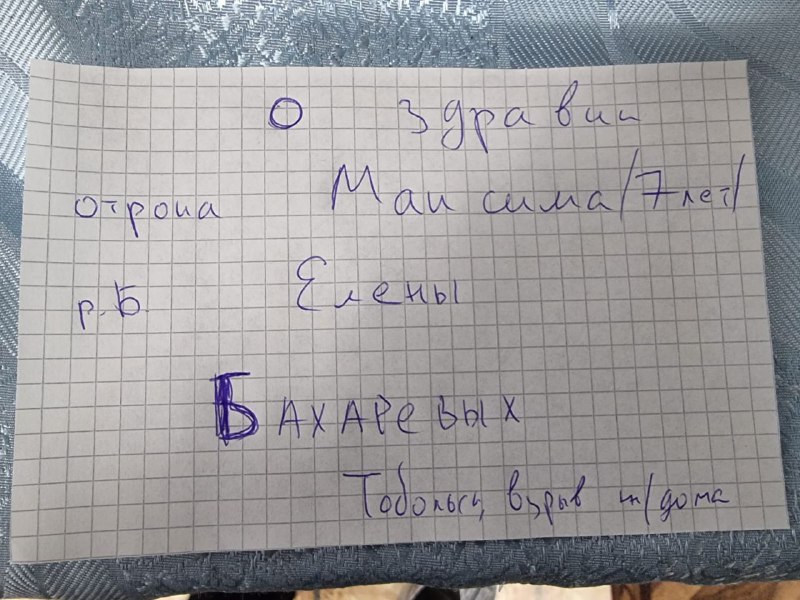 О здравии
отрока Максима /7 лет/
р. Б. Елены
БАХАРЕВЫХ
Тобольск, взрыв ж/дома